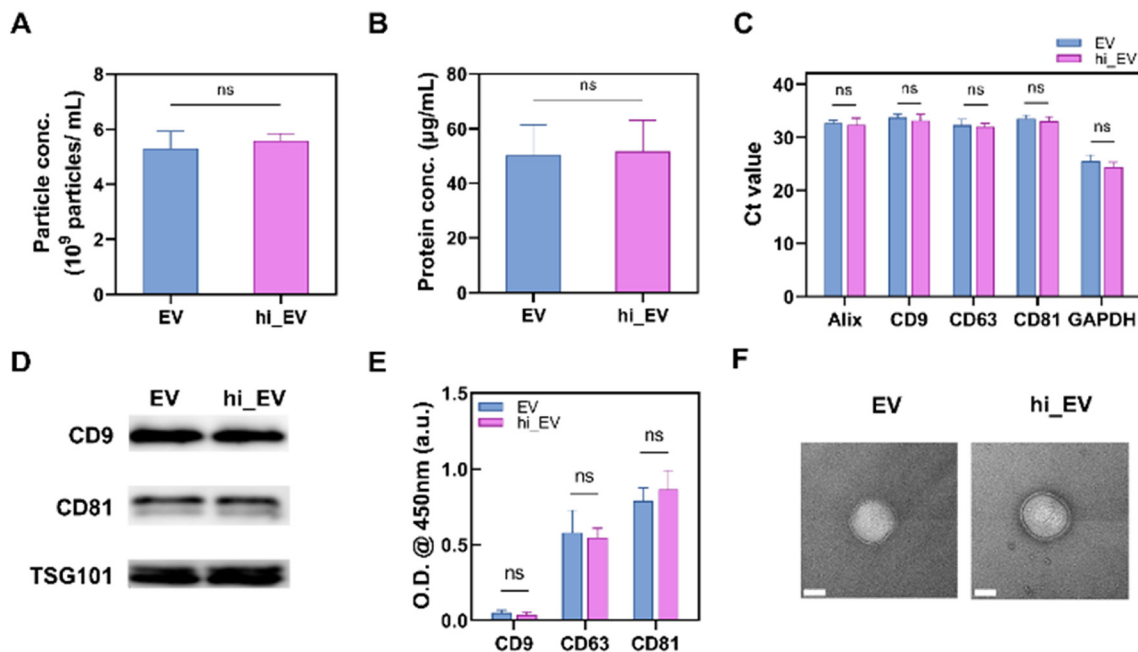 A
Particle conc.
(10⁹ particles/ mL)
8
6
4
2
0
ns
EV
hi_EV
B
Protein conc. (µg/mL)
80
60
40
20
0
ns
EV
hi_EV
C
EV
hi_EV
Ct value
40
30
20
10
0
ns
ns
ns
ns
ns
Alix
CD9
CD63
CD81
GAPDH
D
EV
hi_EV
CD9
CD81
TSG101
E
O.D. @ 450nm (a.u.)
1.5
1.0
0.5
0.0
EV
hi_EV
ns
ns
ns
CD9
CD63
CD81
F
EV
hi_EV